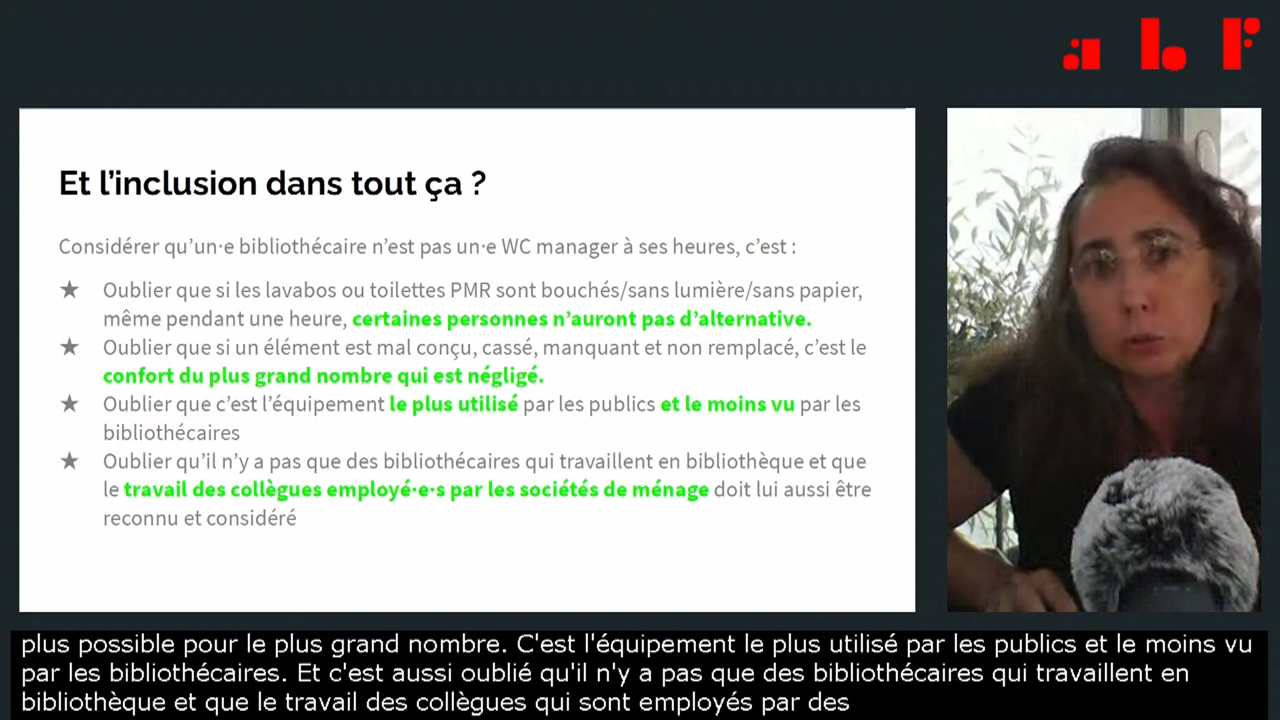 abF
Et l’inclusion dans tout ça ?
Considérer qu’un·e bibliothécaire n’est pas un·e WC manager à ses heures, c’est :
★ Oublier que si les lavabos ou toilettes PMR sont bouchés/sans lumière/sans papier,
même pendant une heure, certaines personnes n’auront pas d’alternative.
★ Oublier que si un élément est mal conçu, cassé, manquant et non remplacé, c’est le
confort du plus grand nombre qui est négligé.
★ Oublier que c’est l’équipement le plus utilisé par les publics et le moins vu par les
bibliothécaires
★ Oublier qu’il n’y a pas que des bibliothécaires qui travaillent en bibliothèque et que
le travail des collègues employé·e·s par les sociétés de ménage doit lui aussi être
reconnu et considéré
plus possible pour le plus grand nombre. C'est l'équipement le plus utilisé par les publics et le moins vu
par les bibliothécaires. Et c'est aussi oublié qu'il n'y a pas que des bibliothécaires qui travaillent en
bibliothèque et que le travail des collègues qui sont employés par des